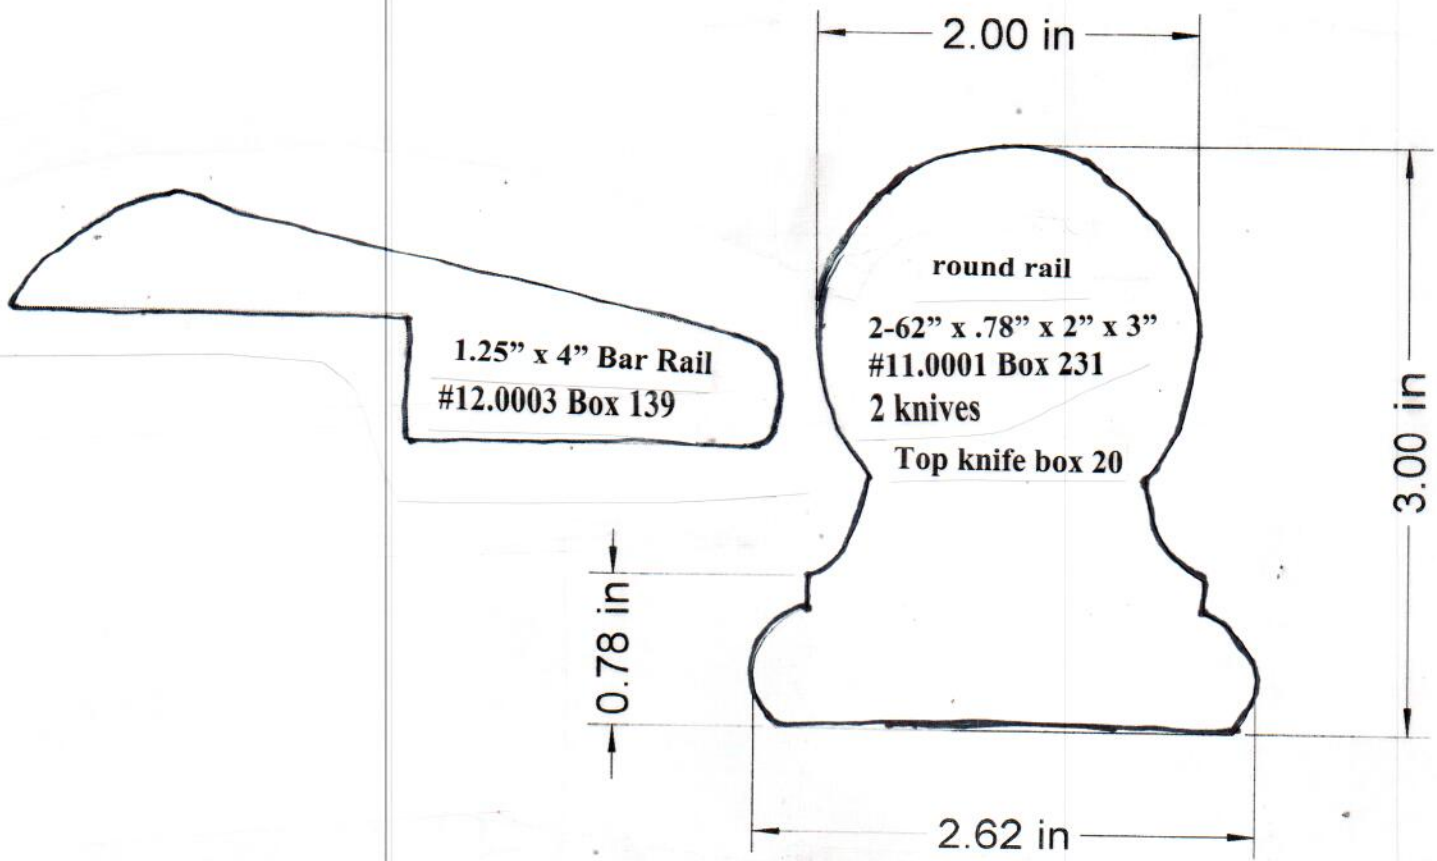 2.00 in
round rail
2-62” x .78” x 2” x 3”
#11.0001 Box 231
2 knives
Top knife box 20
1.25” x 4” Bar Rail
#12.0003 Box 139
3.00 in
0.78 in
2.62 in